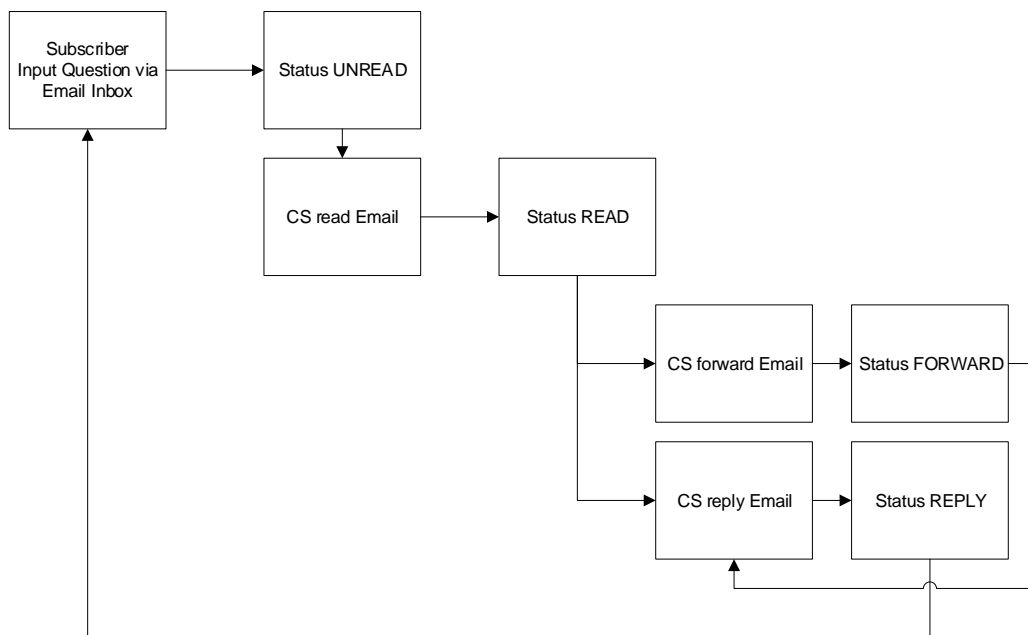 Subscriber
Input Question via
Email Inbox
Status UNREAD
CS read Email
Status READ
CS forward Email
Status FORWARD
CS reply Email
Status REPLY